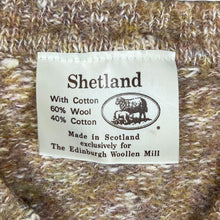 Shetland
With Cotton
60% Wool
40% Cotton
Made in Scotland
exclusively for
The Edinburgh Woollen Mill